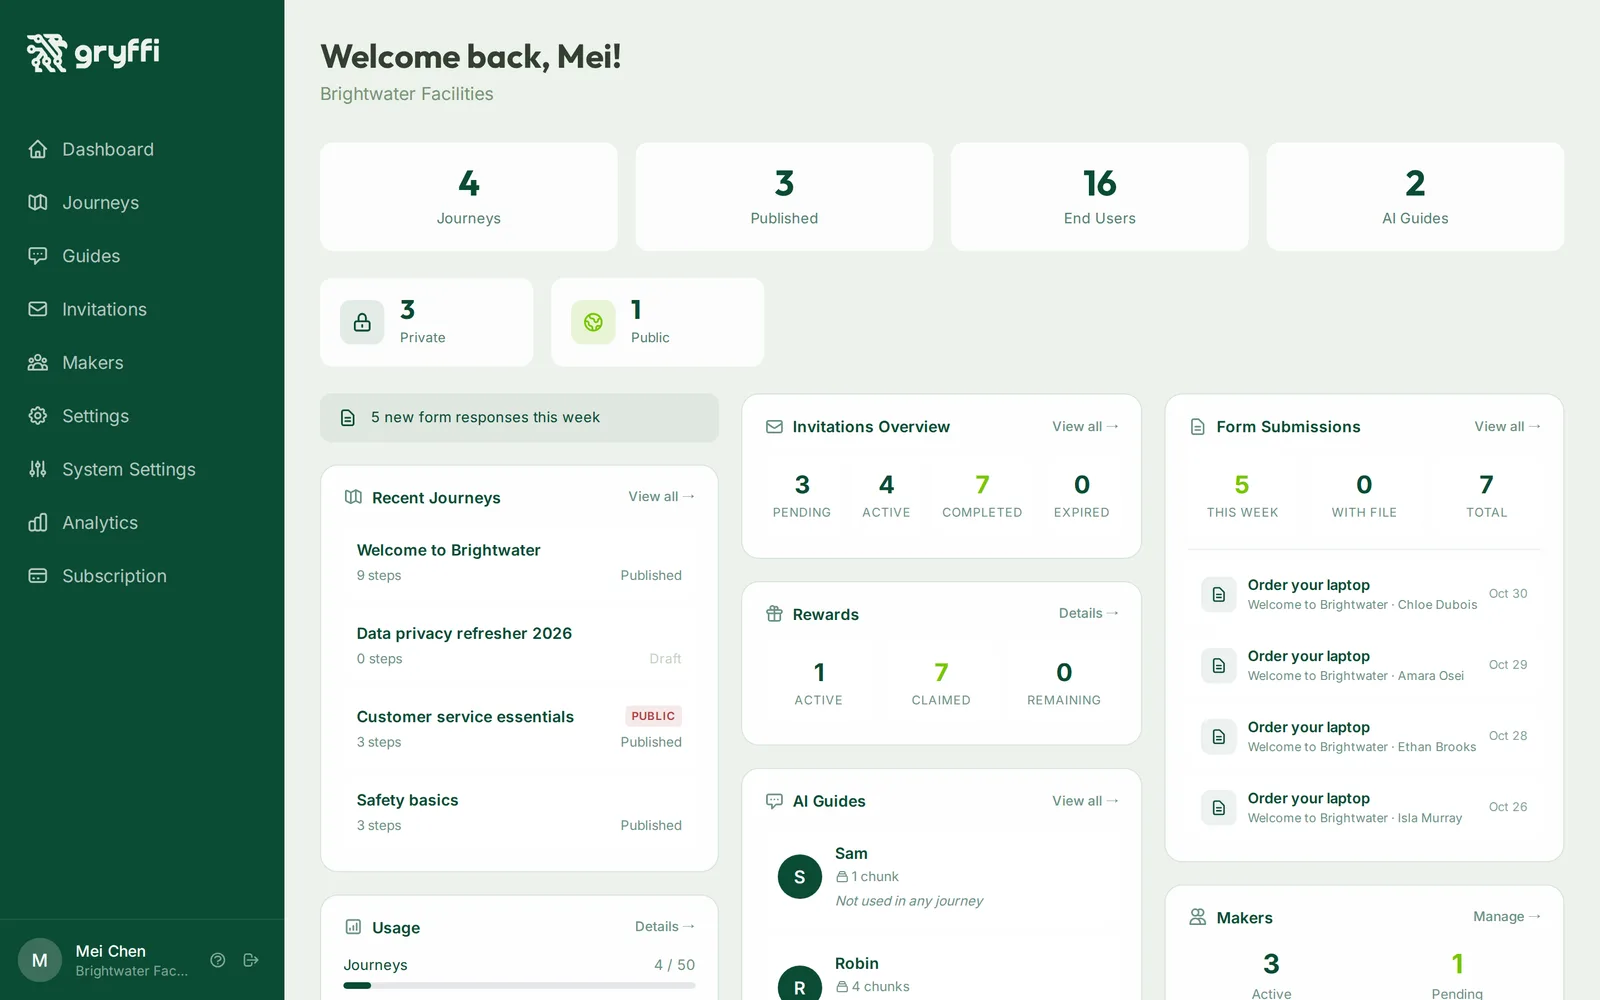 gryffi
Dashboard
Journeys
Guides
Invitations
Makers
Settings
System Settings
Analytics
Subscription
M
Mei Chen
Brightwater Fac...
Welcome back, Mei!
Brightwater Facilities
4
Journeys
3
Published
16
End Users
2
AI Guides
3
Private
1
Public
5 new form responses this week
Recent Journeys
View all →
Welcome to Brightwater
9 steps
Published
Data privacy refresher 2026
0 steps
Draft
Customer service essentials
PUBLIC
3 steps
Published
Safety basics
3 steps
Published
Usage
Details →
Journeys
4 / 50
Invitations Overview
View all →
3
PENDING
4
ACTIVE
7
COMPLETED
0
EXPIRED
Rewards
Details →
1
ACTIVE
7
CLAIMED
0
REMAINING
AI Guides
View all →
S
Sam
1 chunk
Not used in any journey
R
Robin
4 chunks
Form Submissions
View all →
5
THIS WEEK
0
WITH FILE
7
TOTAL
Order your laptop
Welcome to Brightwater · Chloe Dubois
Oct 30
Order your laptop
Welcome to Brightwater · Amara Osei
Oct 29
Order your laptop
Welcome to Brightwater · Ethan Brooks
Oct 28
Order your laptop
Welcome to Brightwater · Isla Murray
Oct 26
Makers
Manage →
3
Active
1
Pending